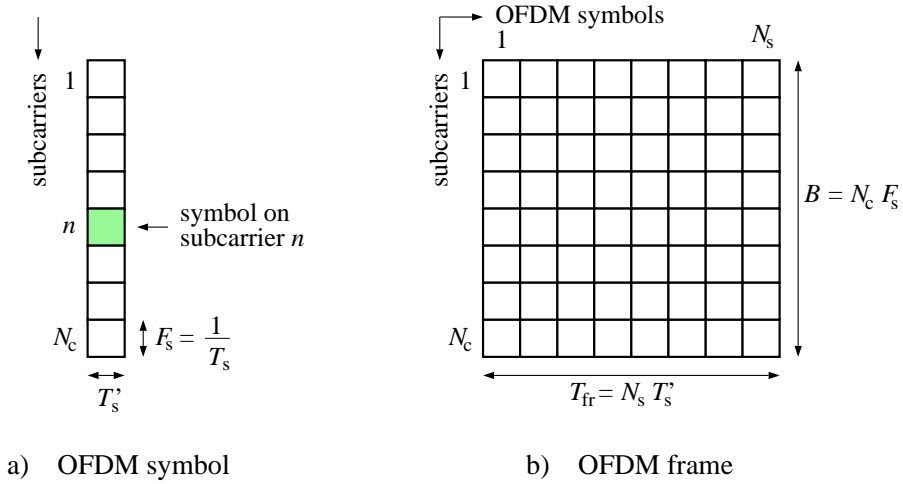 subcarriers
1
n
N_c
symbol on
subcarrier n
F_s = 1/T_s
T_s’
a) OFDM symbol
OFDM symbols
1 N_s
subcarriers
1
N_c
B = N_c F_s
T_fr = N_s T_s’
b) OFDM frame